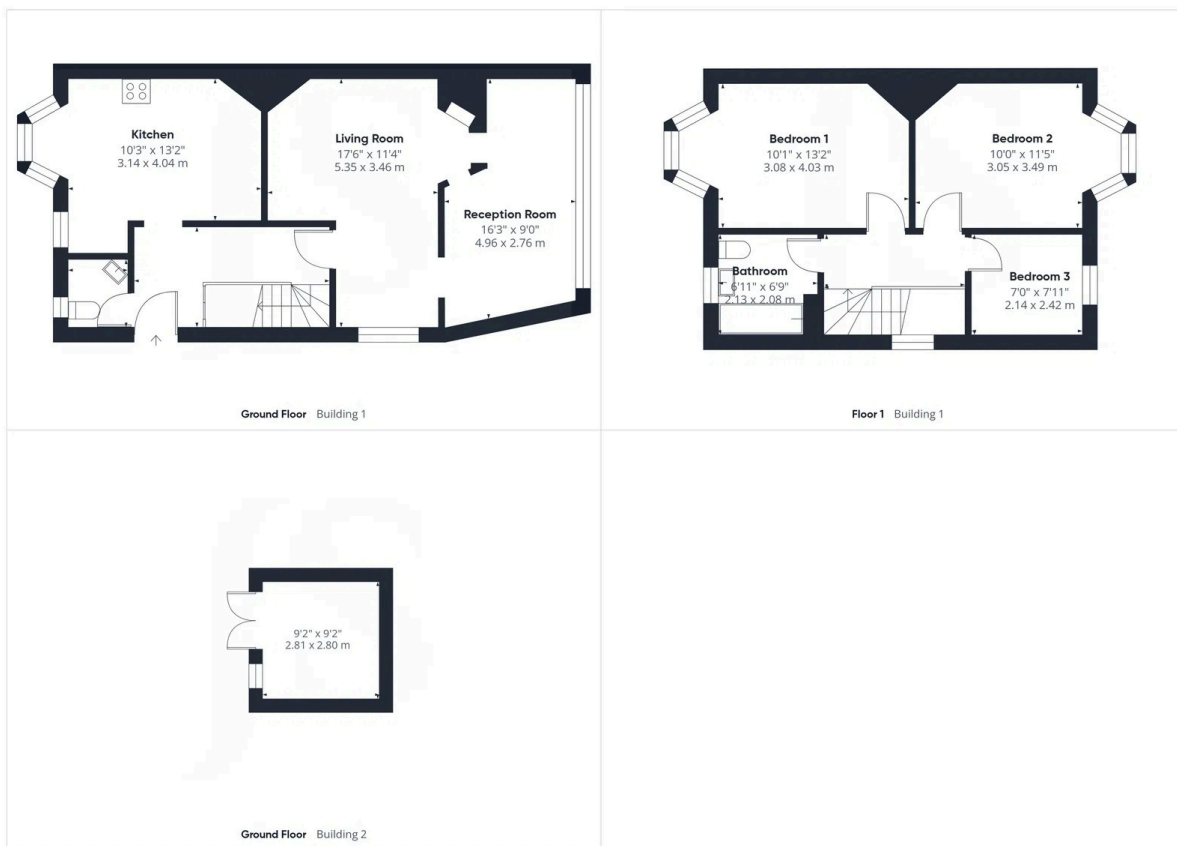 Kitchen
10'3" x 13'2"
3.14 x 4.04 m
Living Room
17'6" x 11'4"
5.35 x 3.46 m
Reception Room
16'3" x 9'0"
4.96 x 2.76 m
Ground Floor Building 1
Bedroom 1
10'1" x 13'2"
3.08 x 4.03 m
Bedroom 2
10'0" x 11'5"
3.05 x 3.49 m
Bathroom
6'11" x 6'9"
2.13 x 2.08 m
Bedroom 3
7'0" x 7'11"
2.14 x 2.42 m
Floor 1 Building 1
9'2" x 9'2"
2.81 x 2.80 m
Ground Floor Building 2